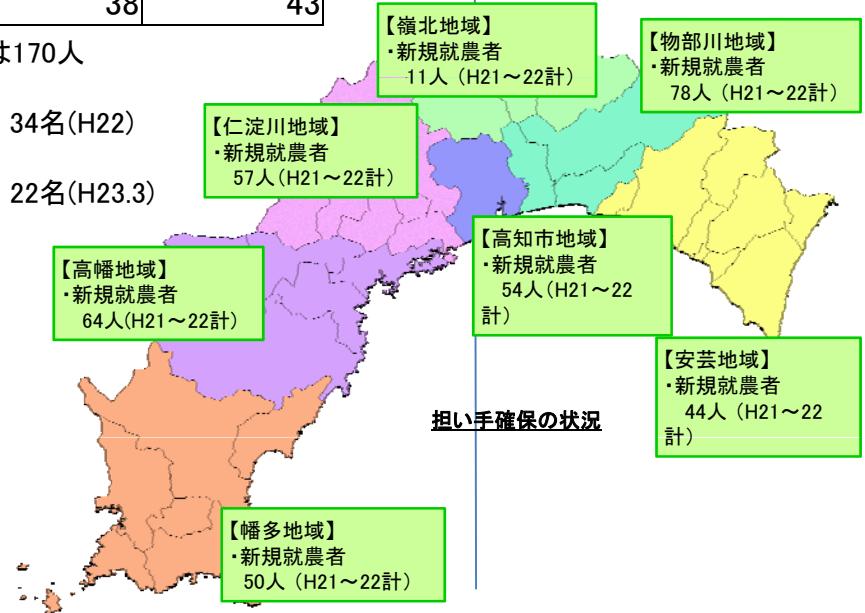 38 43
は170人
34名(H22)
22名(H23.3)
【嶺北地域】
・新規就農者
11人（H21～22計）
【物部川地域】
・新規就農者
78人（H21～22計）
【仁淀川地域】
・新規就農者
57人（H21～22計）
【高知市地域】
・新規就農者
54人（H21～22
計）
【高幡地域】
・新規就農者
64人(H21～22計）
【安芸地域】
・新規就農者
44人（H21～22
計）
担い手確保の状況
【幡多地域】
・新規就農者
50人（H21～22計）